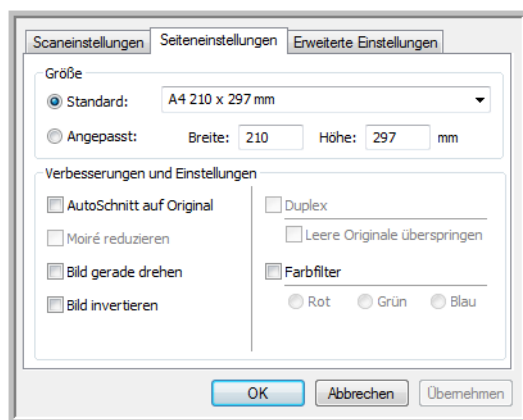 Scaneinstellungen Seiteneinstellungen Erweiterte Einstellungen
Größe
Standard: A4 210 x 297 mm
Angepasst: Breite: 210 Höhe: 297 mm
Verbesserungen und Einstellungen
AutoSchnitt auf Original
Moiré reduzieren
Bild gerade drehen
Bild invertieren
Duplex
Leere Originale überspringen
Farbfilter
Rot Grün Blau
OK Abbrechen Übernehmen